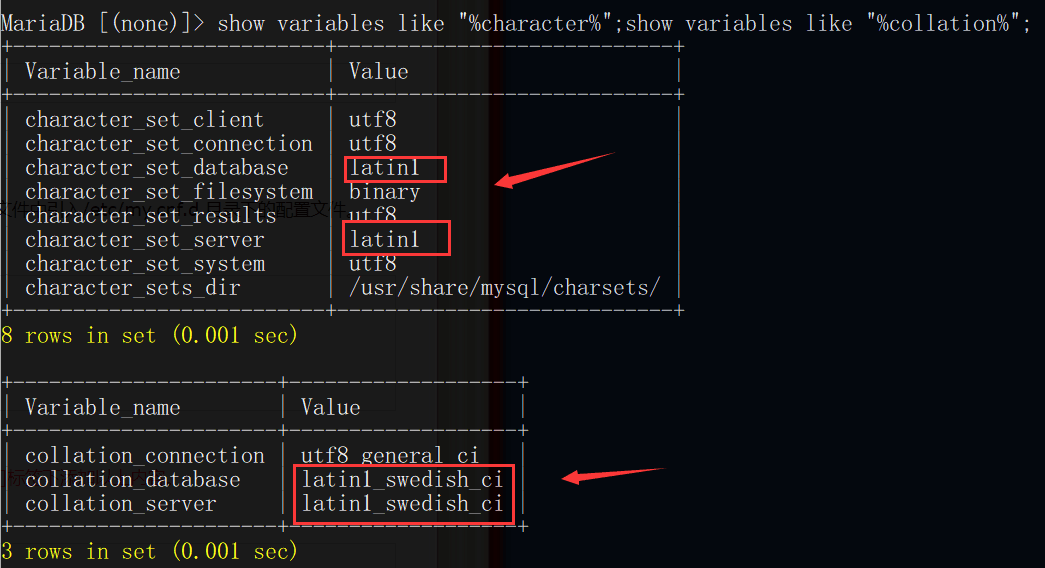 MariaDB [(none)]> show variables like "%character%";show variables like "%collation%";
+--------------------------+----------------------------+
| Variable_name | Value |
+--------------------------+----------------------------+
| character_set_client | utf8 |
| character_set_connection | utf8 |
| character_set_database | latin1 |
| character_set_filesystem | binary |
| character_set_results | utf8 |
| character_set_server | latin1 |
| character_set_system | utf8 |
| character_sets_dir | /usr/share/mysql/charsets/ |
+--------------------------+----------------------------+
8 rows in set (0.001 sec)
+----------------------+-------------------+
| Variable_name | Value |
+----------------------+-------------------+
| collation_connection | utf8_general_ci |
| collation_database | latin1_swedish_ci |
| collation_server | latin1_swedish_ci |
+----------------------+-------------------+
3 rows in set (0.001 sec)